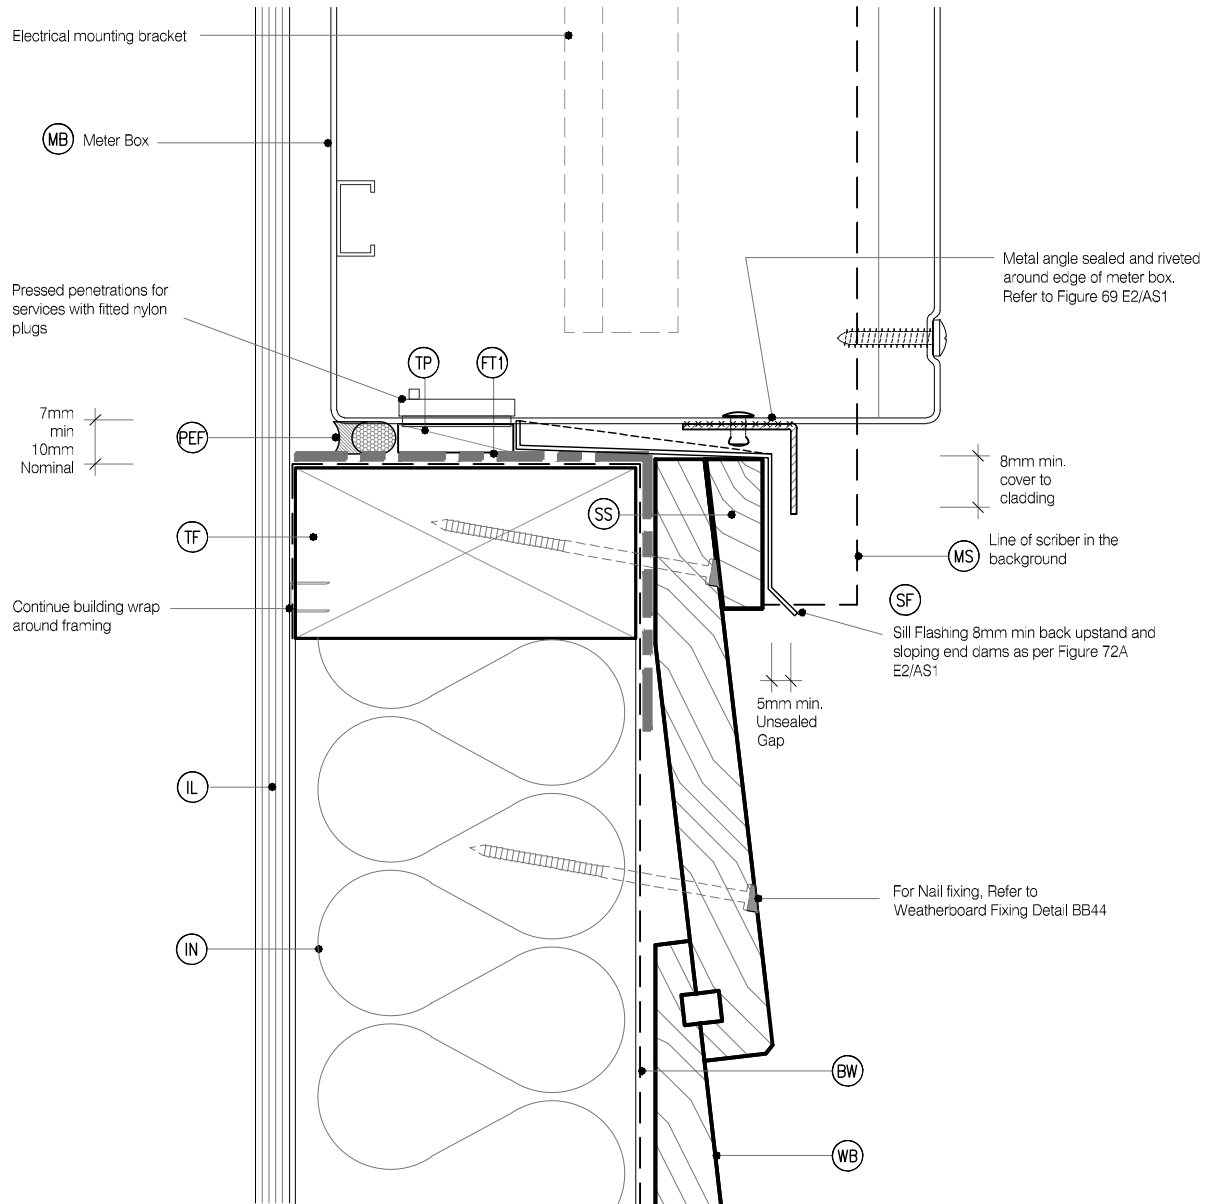 Electrical mounting bracket
MB Meter Box
Metal angle sealed and riveted
around edge of meter box.
Refer to Figure 69 E2/AS1
Pressed penetrations for
services with fitted nylon
plugs
TP
FT1
7mm
min
10mm
Nominal
PEF
8mm min.
cover to
cladding
SS
TF
MS
Line of scriber in the
background
SF
Continue building wrap
around framing
Sill Flashing 8mm min back upstand and
sloping end dams as per Figure 72A
E2/AS1
5mm min.
Unsealed
Gap
IL
For Nail fixing, Refer to
Weatherboard Fixing Detail BB44
IN
BW
WB